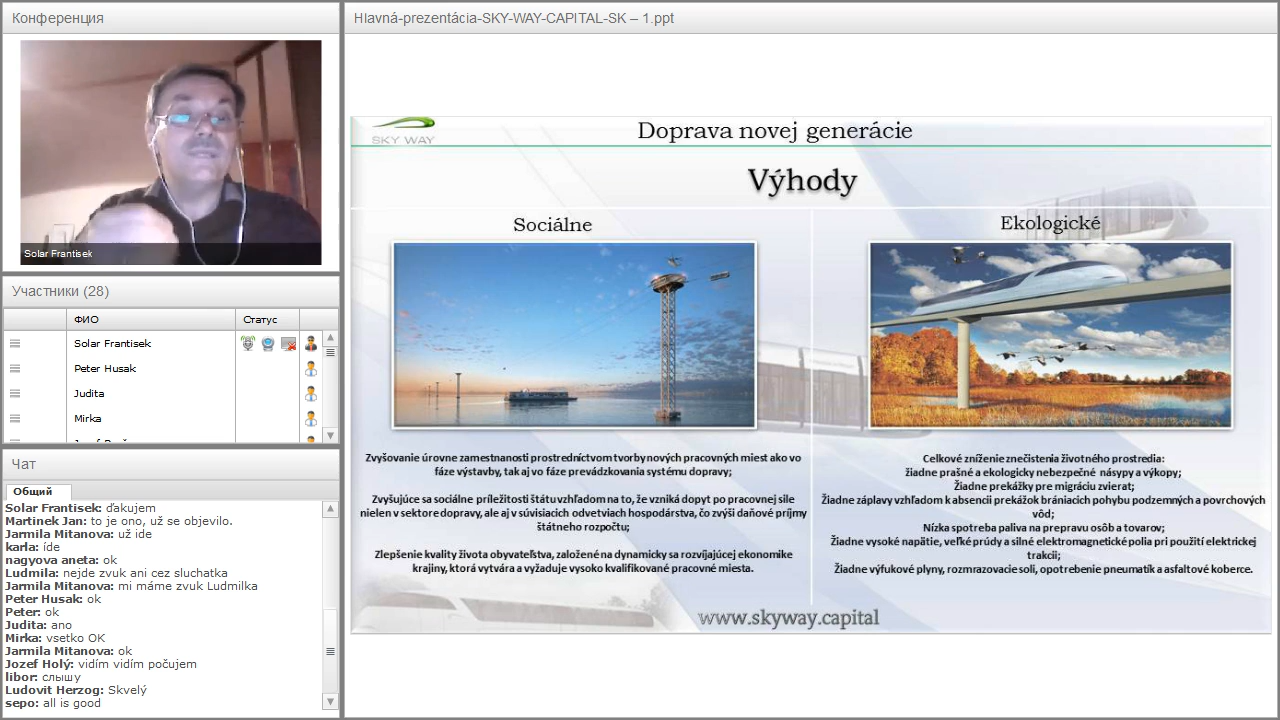 Конференция
Solar Frantisek
Участники (28)
ФИО
Статус
Solar Frantisek
Peter Husak
Judita
Mirka
Чат
Общий
Solar Frantisek: ďakujem
Martinek Jan: to je ono, už se objevilo.
Jarmila Mitanova: už ide
karla: íde
nagyova aneta: ok
Ludmila: nejde zvuk ani cez sluchatka
Jarmila Mitanova: mi máme zvuk Ludmilka
Peter Husak: ok
Peter: ok
Judita: ano
Mirka: vsetko OK
Jarmila Mitanova: ok
Jozef Holý: vidím vidím počujem
libor: слышу
Ludovit Herzog: Skvelý
sepo: all is good
Hlavná-prezentácia-SKY-WAY-CAPITAL-SK – 1.ppt
SKY WAY
Doprava novej generácie
Výhody
Sociálne
Zvyšovanie úrovne zamestnanosti prostredníctvom tvorby nových pracovných miest ako vo
fáze výstavby, tak aj vo fáze prevádzkovania systému dopravy;
Zvyšujúce sa sociálne príležitosti štátu vzhľadom na to, že vzniká dopyt po pracovnej sile
nielen v sektore dopravy, ale aj v súvisiacich odvetviach hospodárstva, čo zvýši daňové príjmy
štátneho rozpočtu;
Zlepšenie kvality života obyvateľstva, založené na dynamicky sa rozvíjajúcej ekonomike
krajiny, ktorá vytvára a vyžaduje vysoko kvalifikované pracovné miesta.
Ekologické
Celkové zníženie znečistenia životného prostredia:
žiadne prašné a ekologicky nebezpečné násypy a výkopy;
Žiadne prekážky pre migráciu zvierat;
Žiadne záplavy vzhľadom k absencii prekážok brániacich pohybu podzemných a povrchových
vôd;
Nízka spotreba paliva na prepravu osôb a tovarov;
Žiadne vysoké napätie, veľké prúdy a silné elektromagnetické polia pri použití elektrickej
trakcii;
Žiadne výfukové plyny, rozmrazovacie soli, opotrebenie pneumatík a asfaltové koberce.
www.skyway.capital